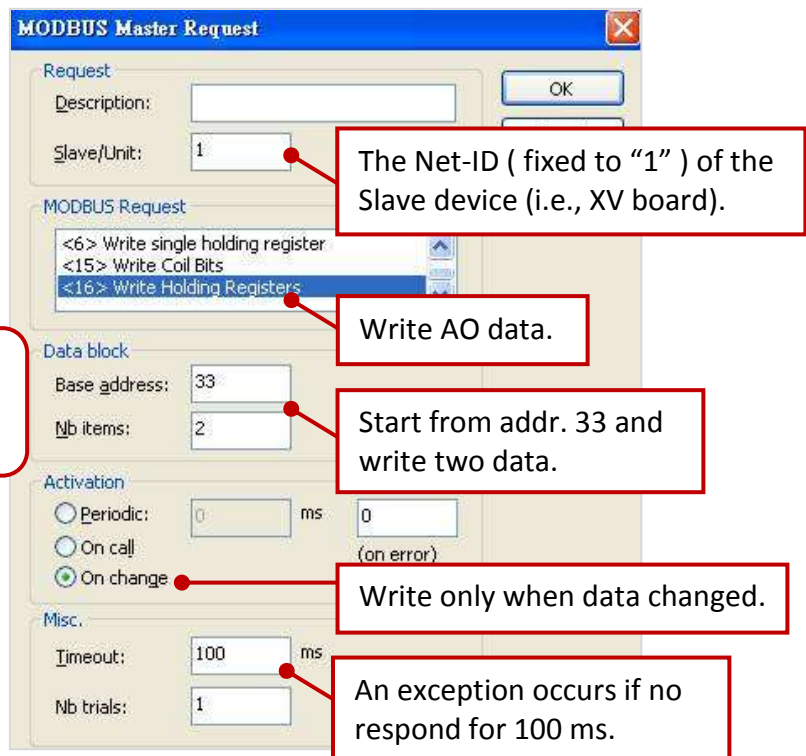 MODBUS Master Request
Request
Description:
OK
Slave/Unit: 1
The Net-ID ( fixed to “1” ) of the
Slave device (i.e., XV board).
MODBUS Request
<6> Write single holding register
<15> Write Coil Bits
<16> Write Holding Registers
Write AO data.
Data block
Base address: 33
Nb items: 2
Start from addr. 33 and
write two data.
Activation
Periodic: 0 ms 0
On call (on error)
On change
Write only when data changed.
Misc.
Timeout: 100 ms
Nb trials: 1
An exception occurs if no
respond for 100 ms.